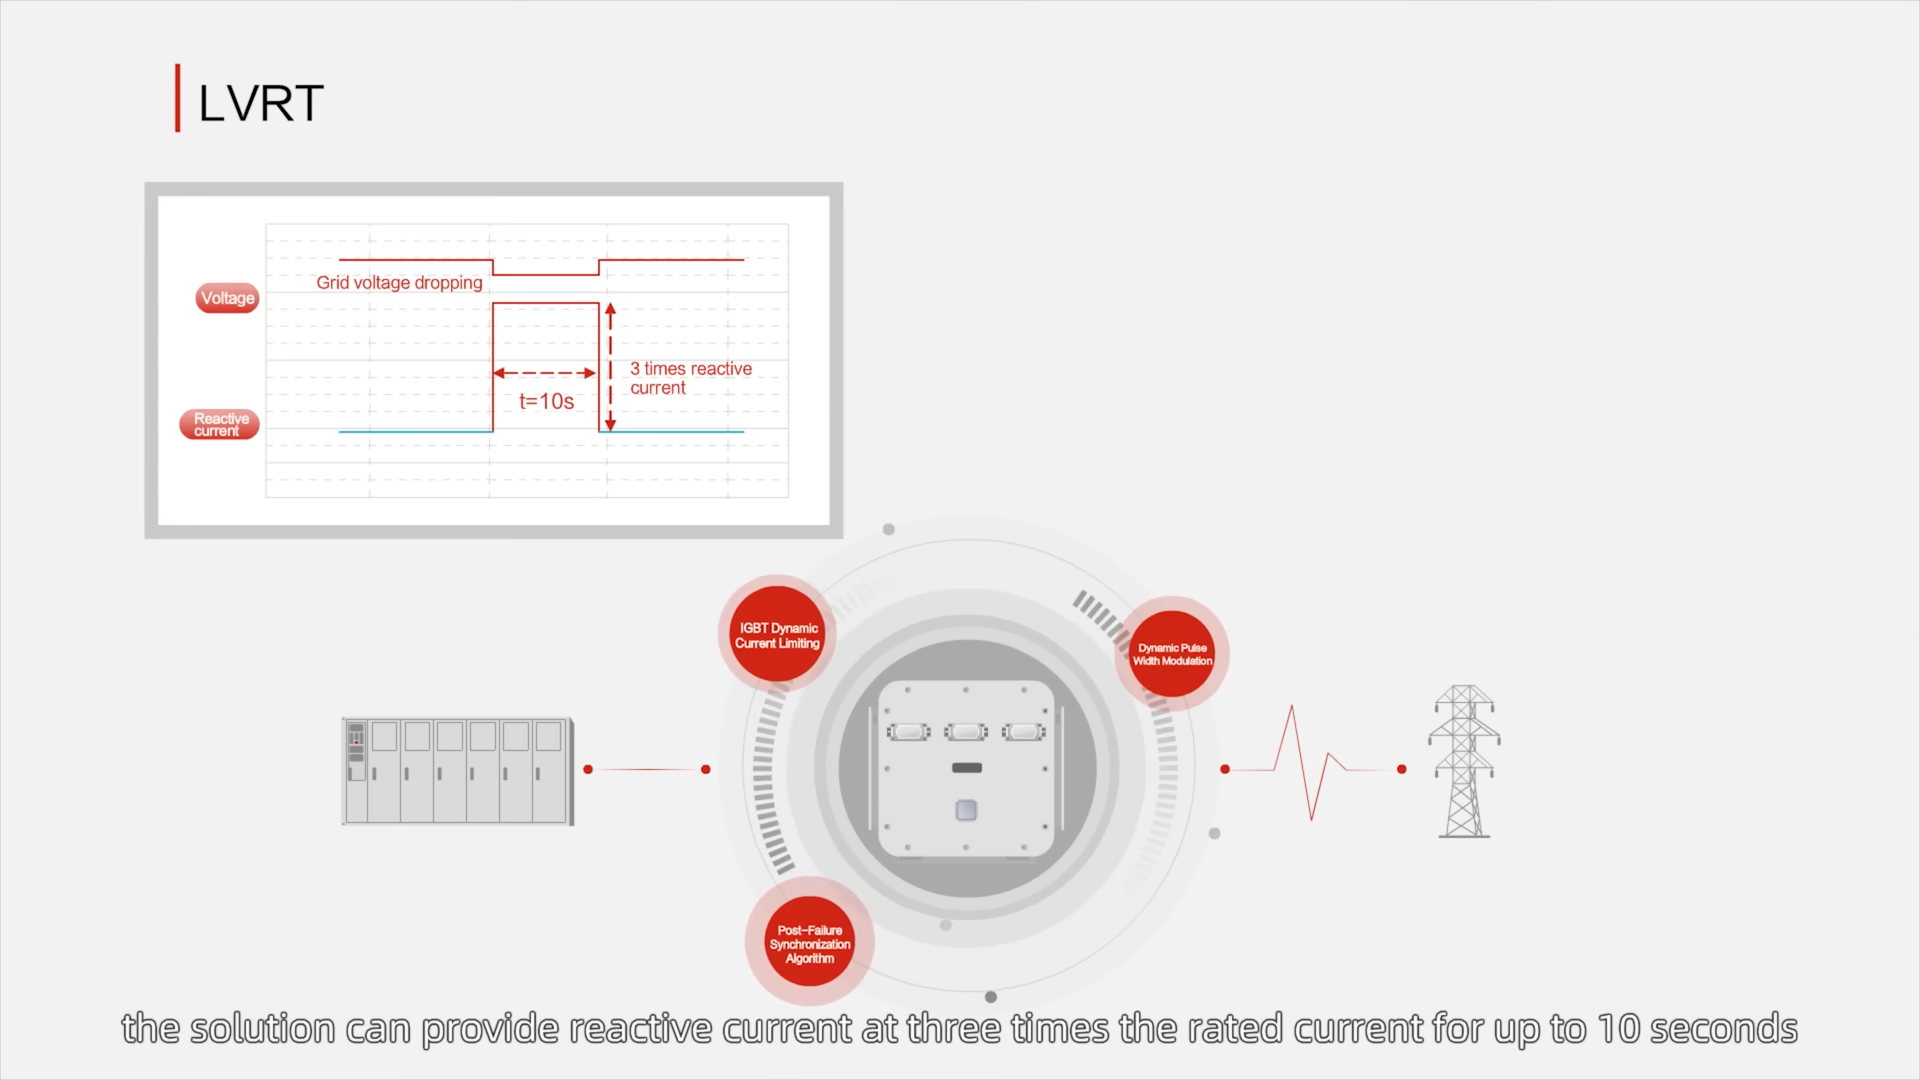 LVRT
Grid voltage dropping
Voltage
3 times reactive
current
t=10s
Reactive
current
IGBT Dynamic
Current Limiting
Dynamic Pulse
Width Modulation
Post-Failure
Synchronization
Algorithm
the solution can provide reactive current at three times the rated current for up to 10 seconds